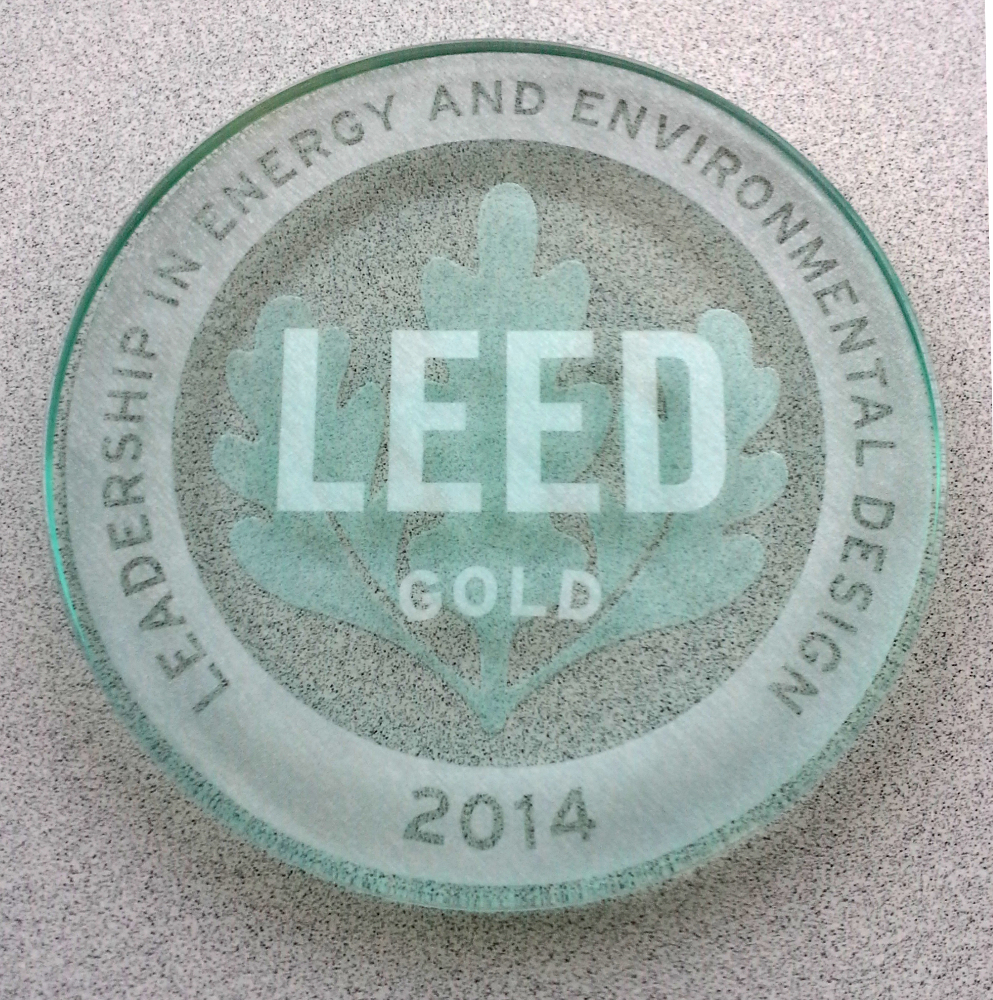 LEADERSHIP IN ENERGY AND ENVIRONMENTAL DESIGN
LEED
GOLD
2014